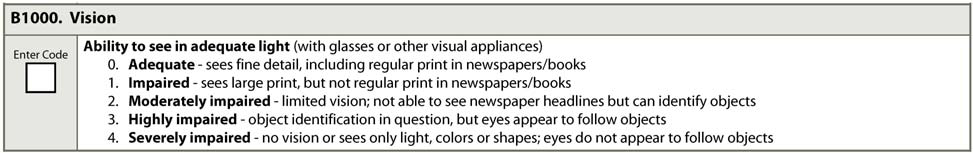 B1000. Vision
Enter Code
Ability to see in adequate light (with glasses or other visual appliances)
0. Adequate - sees fine detail, including regular print in newspapers/books
1. Impaired - sees large print, but not regular print in newspapers/books
2. Moderately impaired - limited vision; not able to see newspaper headlines but can identify objects
3. Highly impaired - object identification in question, but eyes appear to follow objects
4. Severely impaired - no vision or sees only light, colors or shapes; eyes do not appear to follow objects